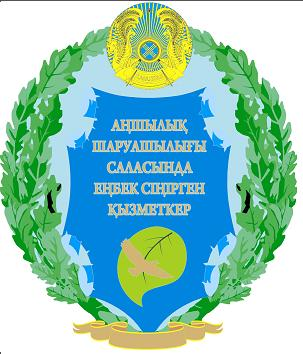 АҢШЫЛЫҚ
ШАРУАШЫЛЫҒЫ
САЛАСЫНДА
ЕҢБЕК СІҢІРГЕН
ҚЫЗМЕТКЕР